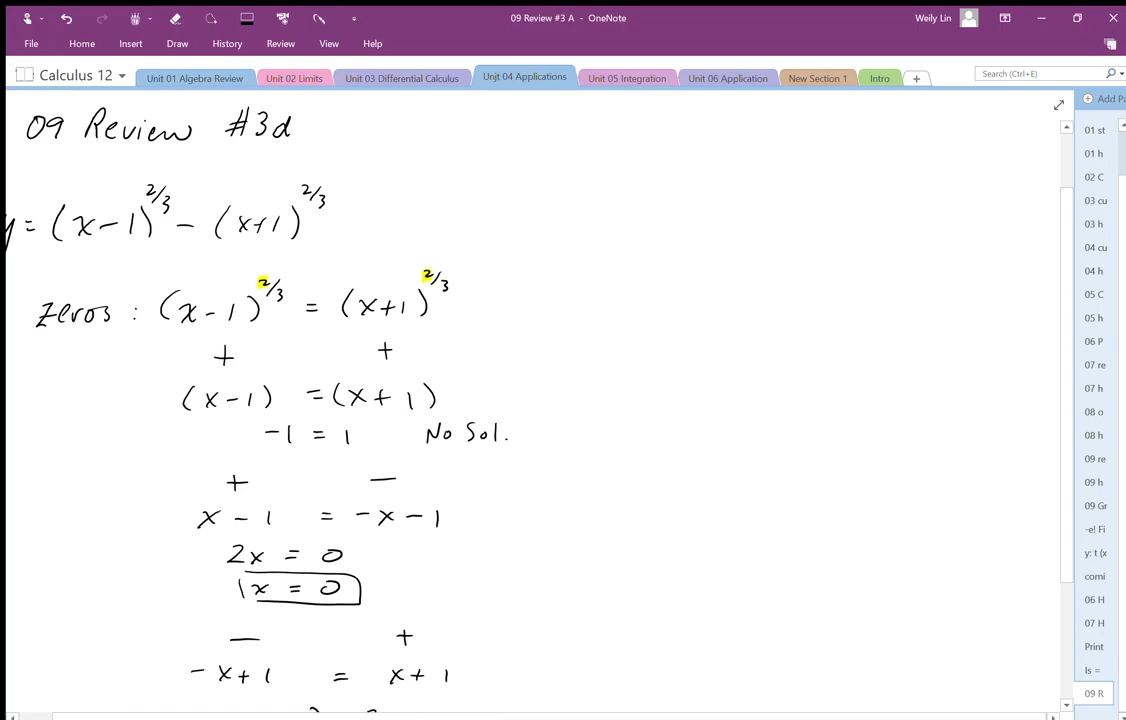 09 Review #3 A - OneNote
Weily Lin
File Home Insert Draw History Review View Help
Calculus 12
Unit 01 Algebra Review Unit 02 Limits Unit 03 Differential Calculus Unit 04 Applications Unit 05 Integration Unit 06 Application New Section 1 Intro +
Search (Ctrl+E)
Add Pa
09 Review #3d
y = (x-1)^2/3 - (x+1)^2/3
Zeros : (x-1)^2/3 = (x+1)^2/3
+ +
(x-1) = (x+1)
-1 = 1 No Sol.
+ −
x - 1 = -x - 1
2x = 0
x = 0
− +
-x+1 = x+1
01 st
01 h
02 C
03 cu
03 h
04 cu
04 h
05 C
05 h
06 P
07 re
07 h
08 o
08 h
09 re
09 h
09 Gr
-e! Fi
y: t (x
comi
06 H
07 H
Print
Is =
09 R